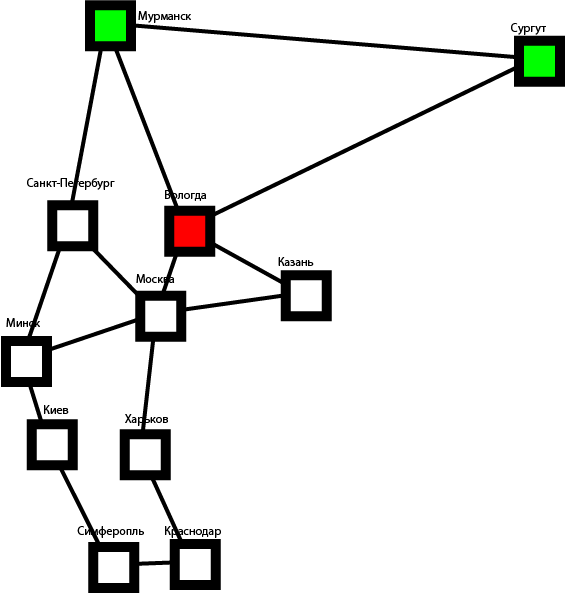 Мурманск
Сургут
Санкт-Петербург
Вологда
Казань
Москва
Минск
Киев
Харьков
Симферопль
Краснодар